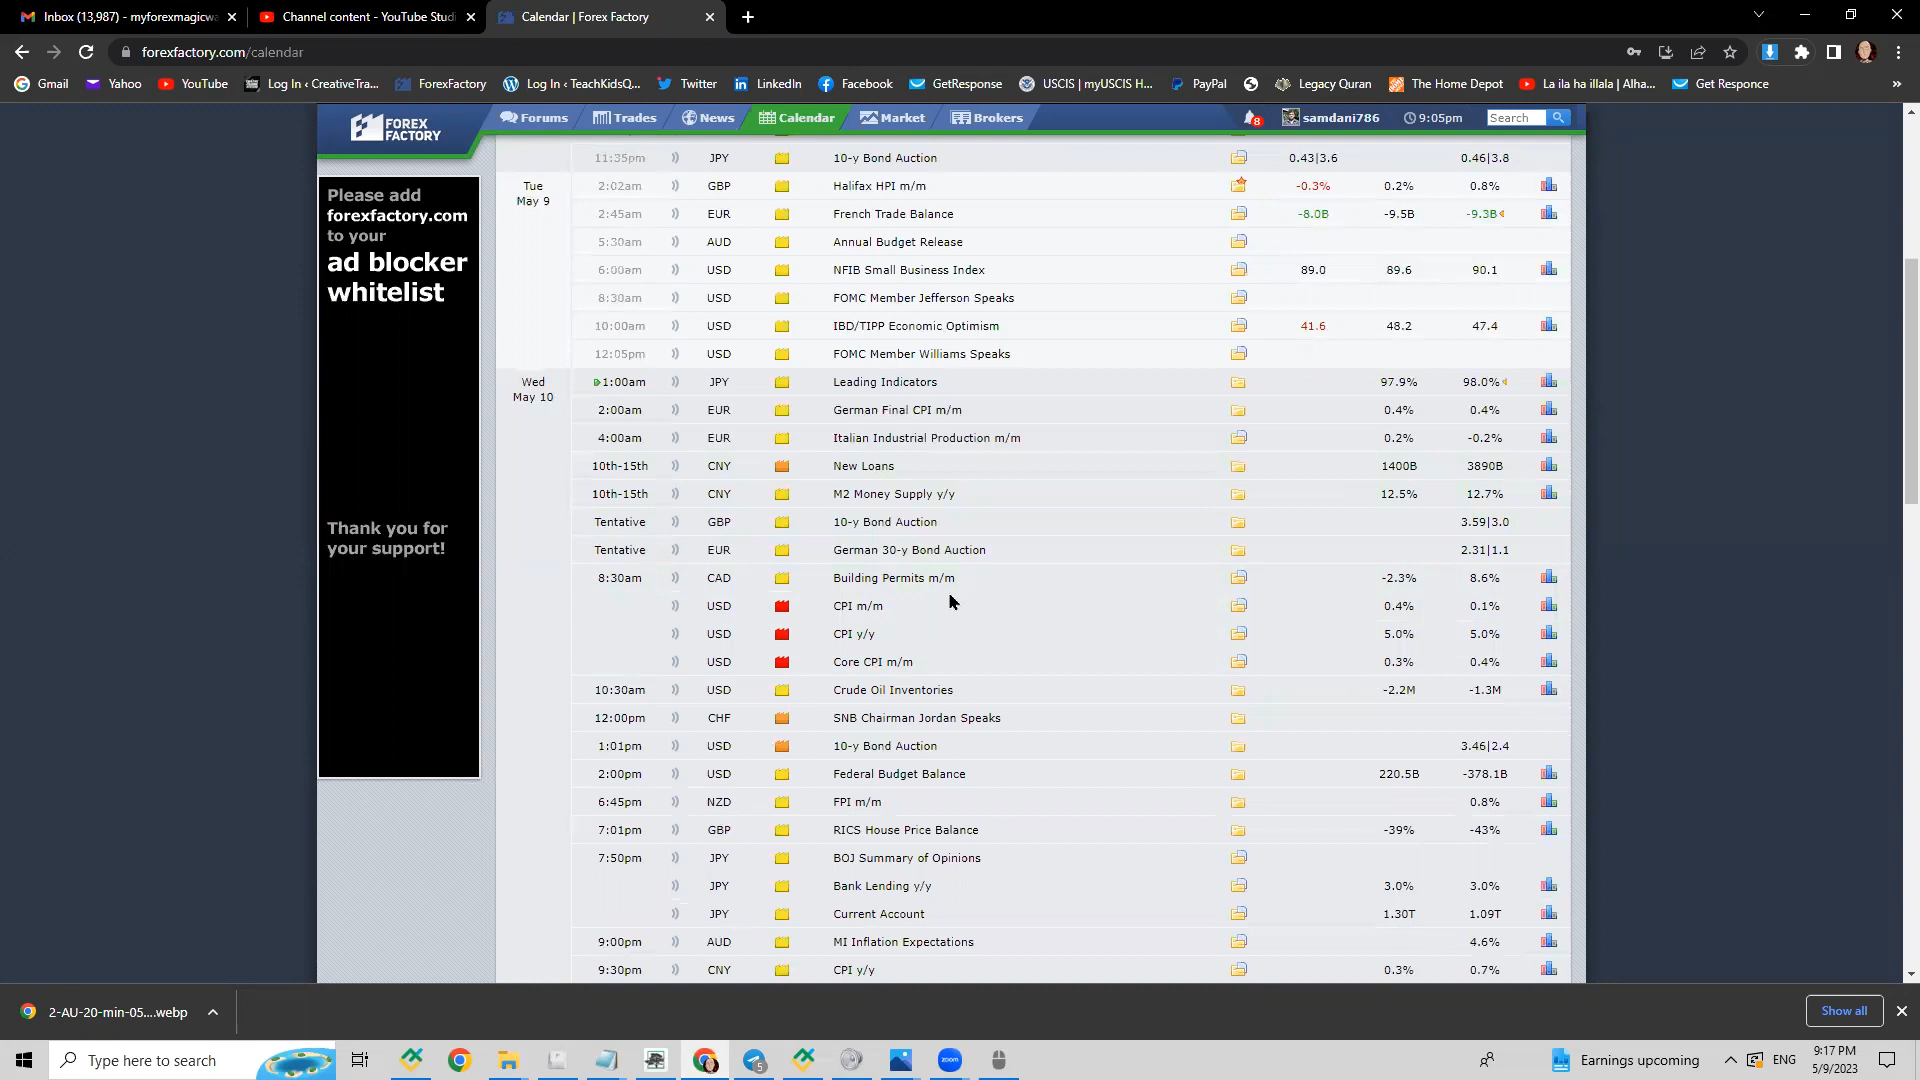 Inbox (13,987) - myforexmagicwa
Channel content - YouTube Studi
Calendar | Forex Factory
forexfactory.com/calendar
Gmail
Yahoo
YouTube
Log In ‹ CreativeTra...
ForexFactory
Log In ‹ TeachKidsQ...
Twitter
LinkedIn
Facebook
GetResponse
USCIS | myUSCIS H...
PayPal
Legacy Quran
The Home Depot
La ila ha illala | Alha...
Get Responce
»
FOREX FACTORY
Forums
Trades
News
Calendar
Market
Brokers
8
samdani786
9:05pm
Search
Please add
forexfactory.com
to your
ad blocker
whitelist
Thank you for
your support!
11:35pm JPY 10-y Bond Auction 0.43|3.6 0.46|3.8
Tue
May 9
2:02am GBP Halifax HPI m/m -0.3% 0.2% 0.8%
2:45am EUR French Trade Balance -8.0B -9.5B -9.3B
5:30am AUD Annual Budget Release
6:00am USD NFIB Small Business Index 89.0 89.6 90.1
8:30am USD FOMC Member Jefferson Speaks
10:00am USD IBD/TIPP Economic Optimism 41.6 48.2 47.4
12:05pm USD FOMC Member Williams Speaks
Wed
May 10
1:00am JPY Leading Indicators 97.9% 98.0%
2:00am EUR German Final CPI m/m 0.4% 0.4%
4:00am EUR Italian Industrial Production m/m 0.2% -0.2%
10th-15th CNY New Loans 1400B 3890B
10th-15th CNY M2 Money Supply y/y 12.5% 12.7%
Tentative GBP 10-y Bond Auction 3.59|3.0
Tentative EUR German 30-y Bond Auction 2.31|1.1
8:30am CAD Building Permits m/m -2.3% 8.6%
USD CPI m/m 0.4% 0.1%
USD CPI y/y 5.0% 5.0%
USD Core CPI m/m 0.3% 0.4%
10:30am USD Crude Oil Inventories -2.2M -1.3M
12:00pm CHF SNB Chairman Jordan Speaks
1:01pm USD 10-y Bond Auction 3.46|2.4
2:00pm USD Federal Budget Balance 220.5B -378.1B
6:45pm NZD FPI m/m 0.8%
7:01pm GBP RICS House Price Balance -39% -43%
7:50pm JPY BOJ Summary of Opinions
JPY Bank Lending y/y 3.0% 3.0%
JPY Current Account 1.30T 1.09T
9:00pm AUD MI Inflation Expectations 4.6%
9:30pm CNY CPI y/y 0.3% 0.7%
2-AU-20-min-05....webp
Show all
Type here to search
5
zoom
Earnings upcoming
ENG
9:17 PM
5/9/2023